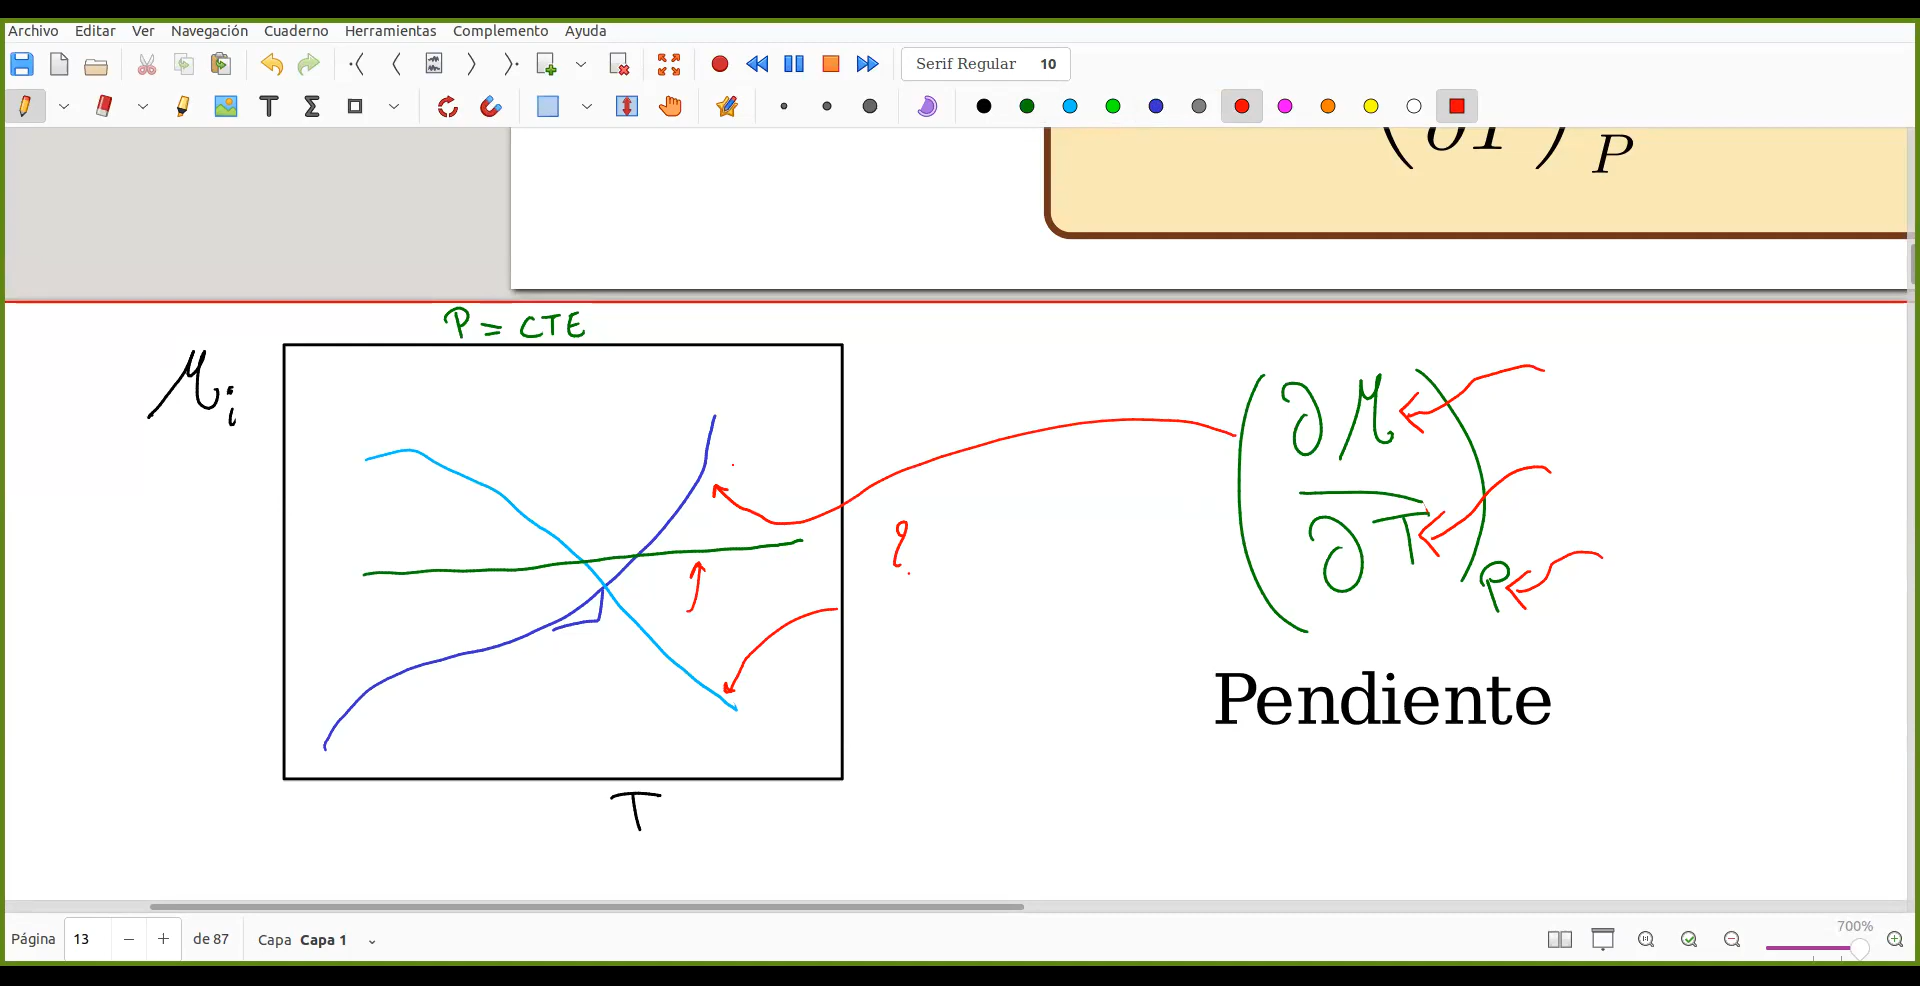 Archivo Editar Ver Navegación Cuaderno Herramientas Complemento Ayuda
Serif Regular 10
P
P = CTE
μi
T
(∂μ/∂T)P
?
Pendiente
Página 13 de 87 Capa Capa 1
700%